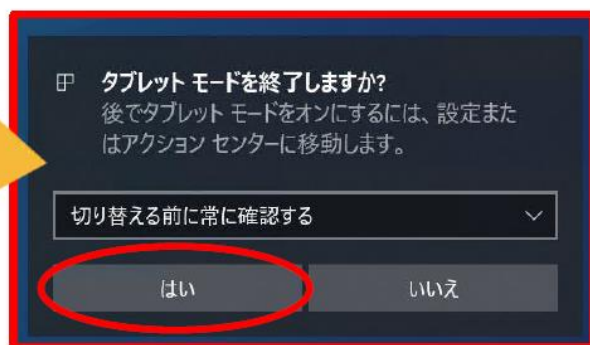 タブレット モードを終了しますか?
後でタブレット モードをオンにするには、設定また
はアクション センターに移動します。
切り替える前に常に確認する
はい
いいえ